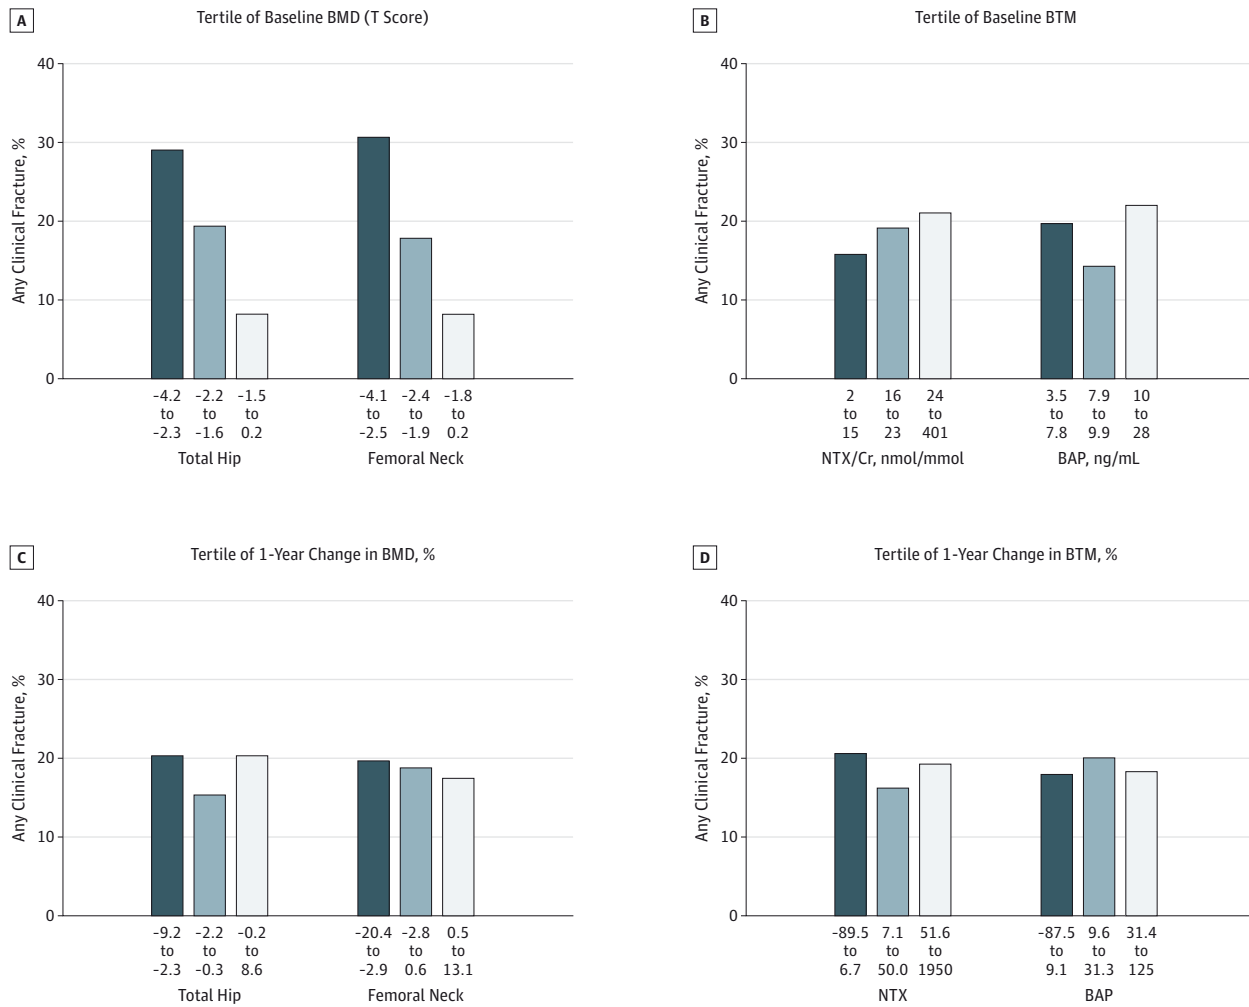 A
Tertile of Baseline BMD (T Score)
Any Clinical Fracture, %
40
30
20
10
0
-4.2 -2.2 -1.5 -4.1 -2.4 -1.8
to to to to to to
-2.3 -1.6 0.2 -2.5 -1.9 0.2
Total Hip Femoral Neck
B
Tertile of Baseline BTM
Any Clinical Fracture, %
40
30
20
10
0
2 16 24 3.5 7.9 10
to to to to to to
15 23 401 7.8 9.9 28
NTX/Cr, nmol/mmol BAP, ng/mL
C
Tertile of 1-Year Change in BMD, %
Any Clinical Fracture, %
40
30
20
10
0
-9.2 -2.2 -0.2 -20.4 -2.8 0.5
to to to to to to
-2.3 -0.3 8.6 -2.9 0.6 13.1
Total Hip Femoral Neck
D
Tertile of 1-Year Change in BTM, %
Any Clinical Fracture, %
40
30
20
10
0
-89.5 7.1 51.6 -87.5 9.6 31.4
to to to to to to
6.7 50.0 1950 9.1 31.3 125
NTX BAP